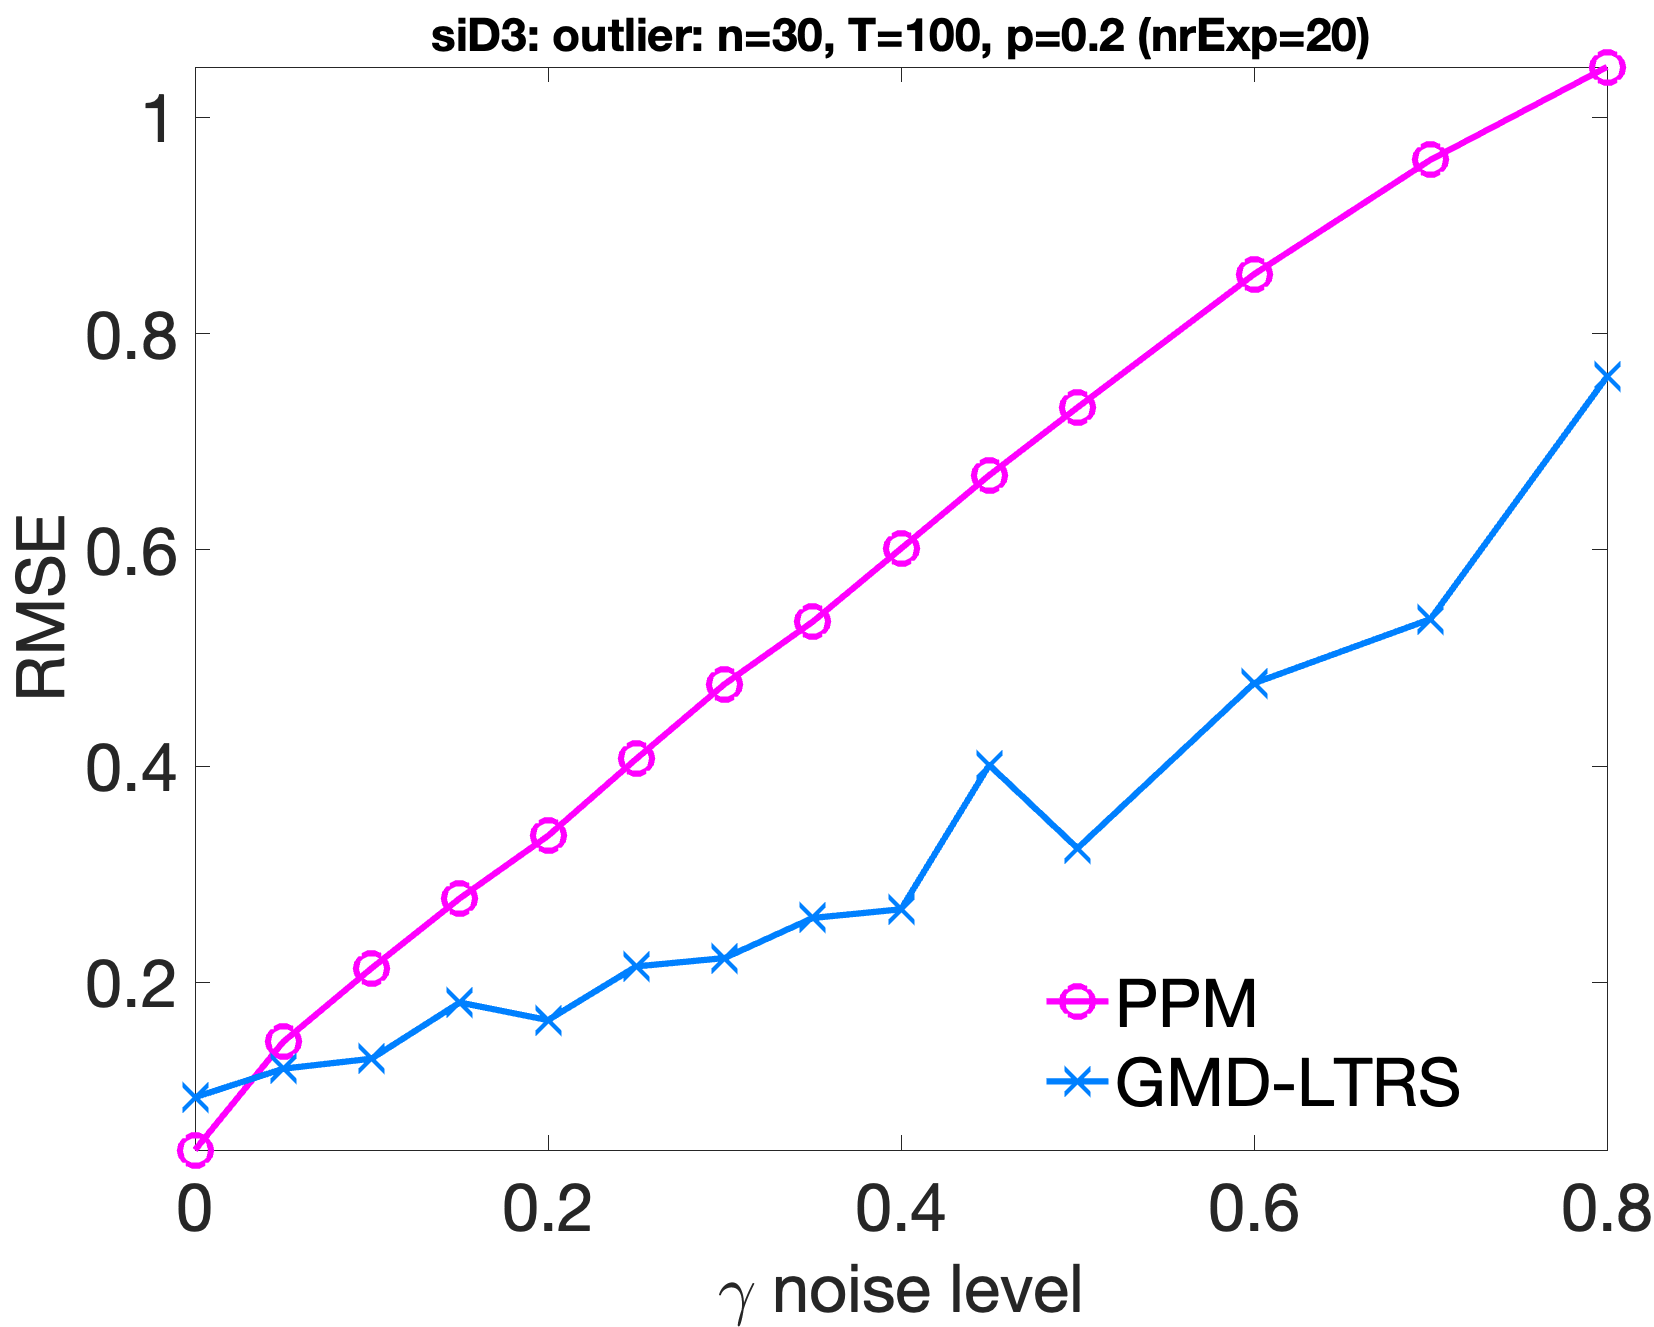 siD3: outlier: n=30, T=100, p=0.2 (nrExp=20)
1
0.8
0.6
0.4
0.2
RMSE
PPM
GMD-LTRS
0 0.2 0.4 0.6 0.8
γ noise level